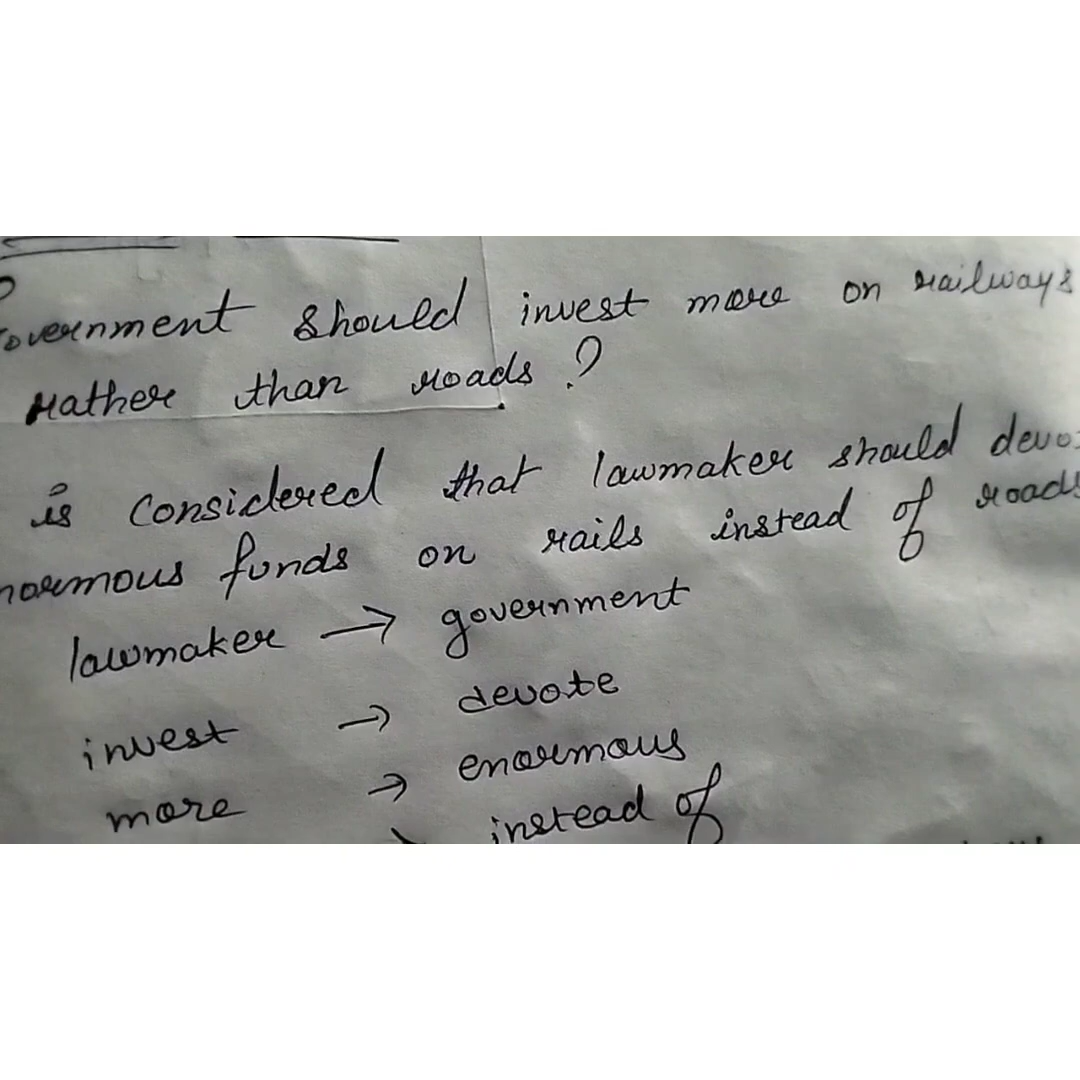 overnment should invest more on railways
rather than roads ?
is considered that lawmaker should devo
normous funds on rails instead of roads
lawmaker → government
invest → devote
more → enormous
instead of